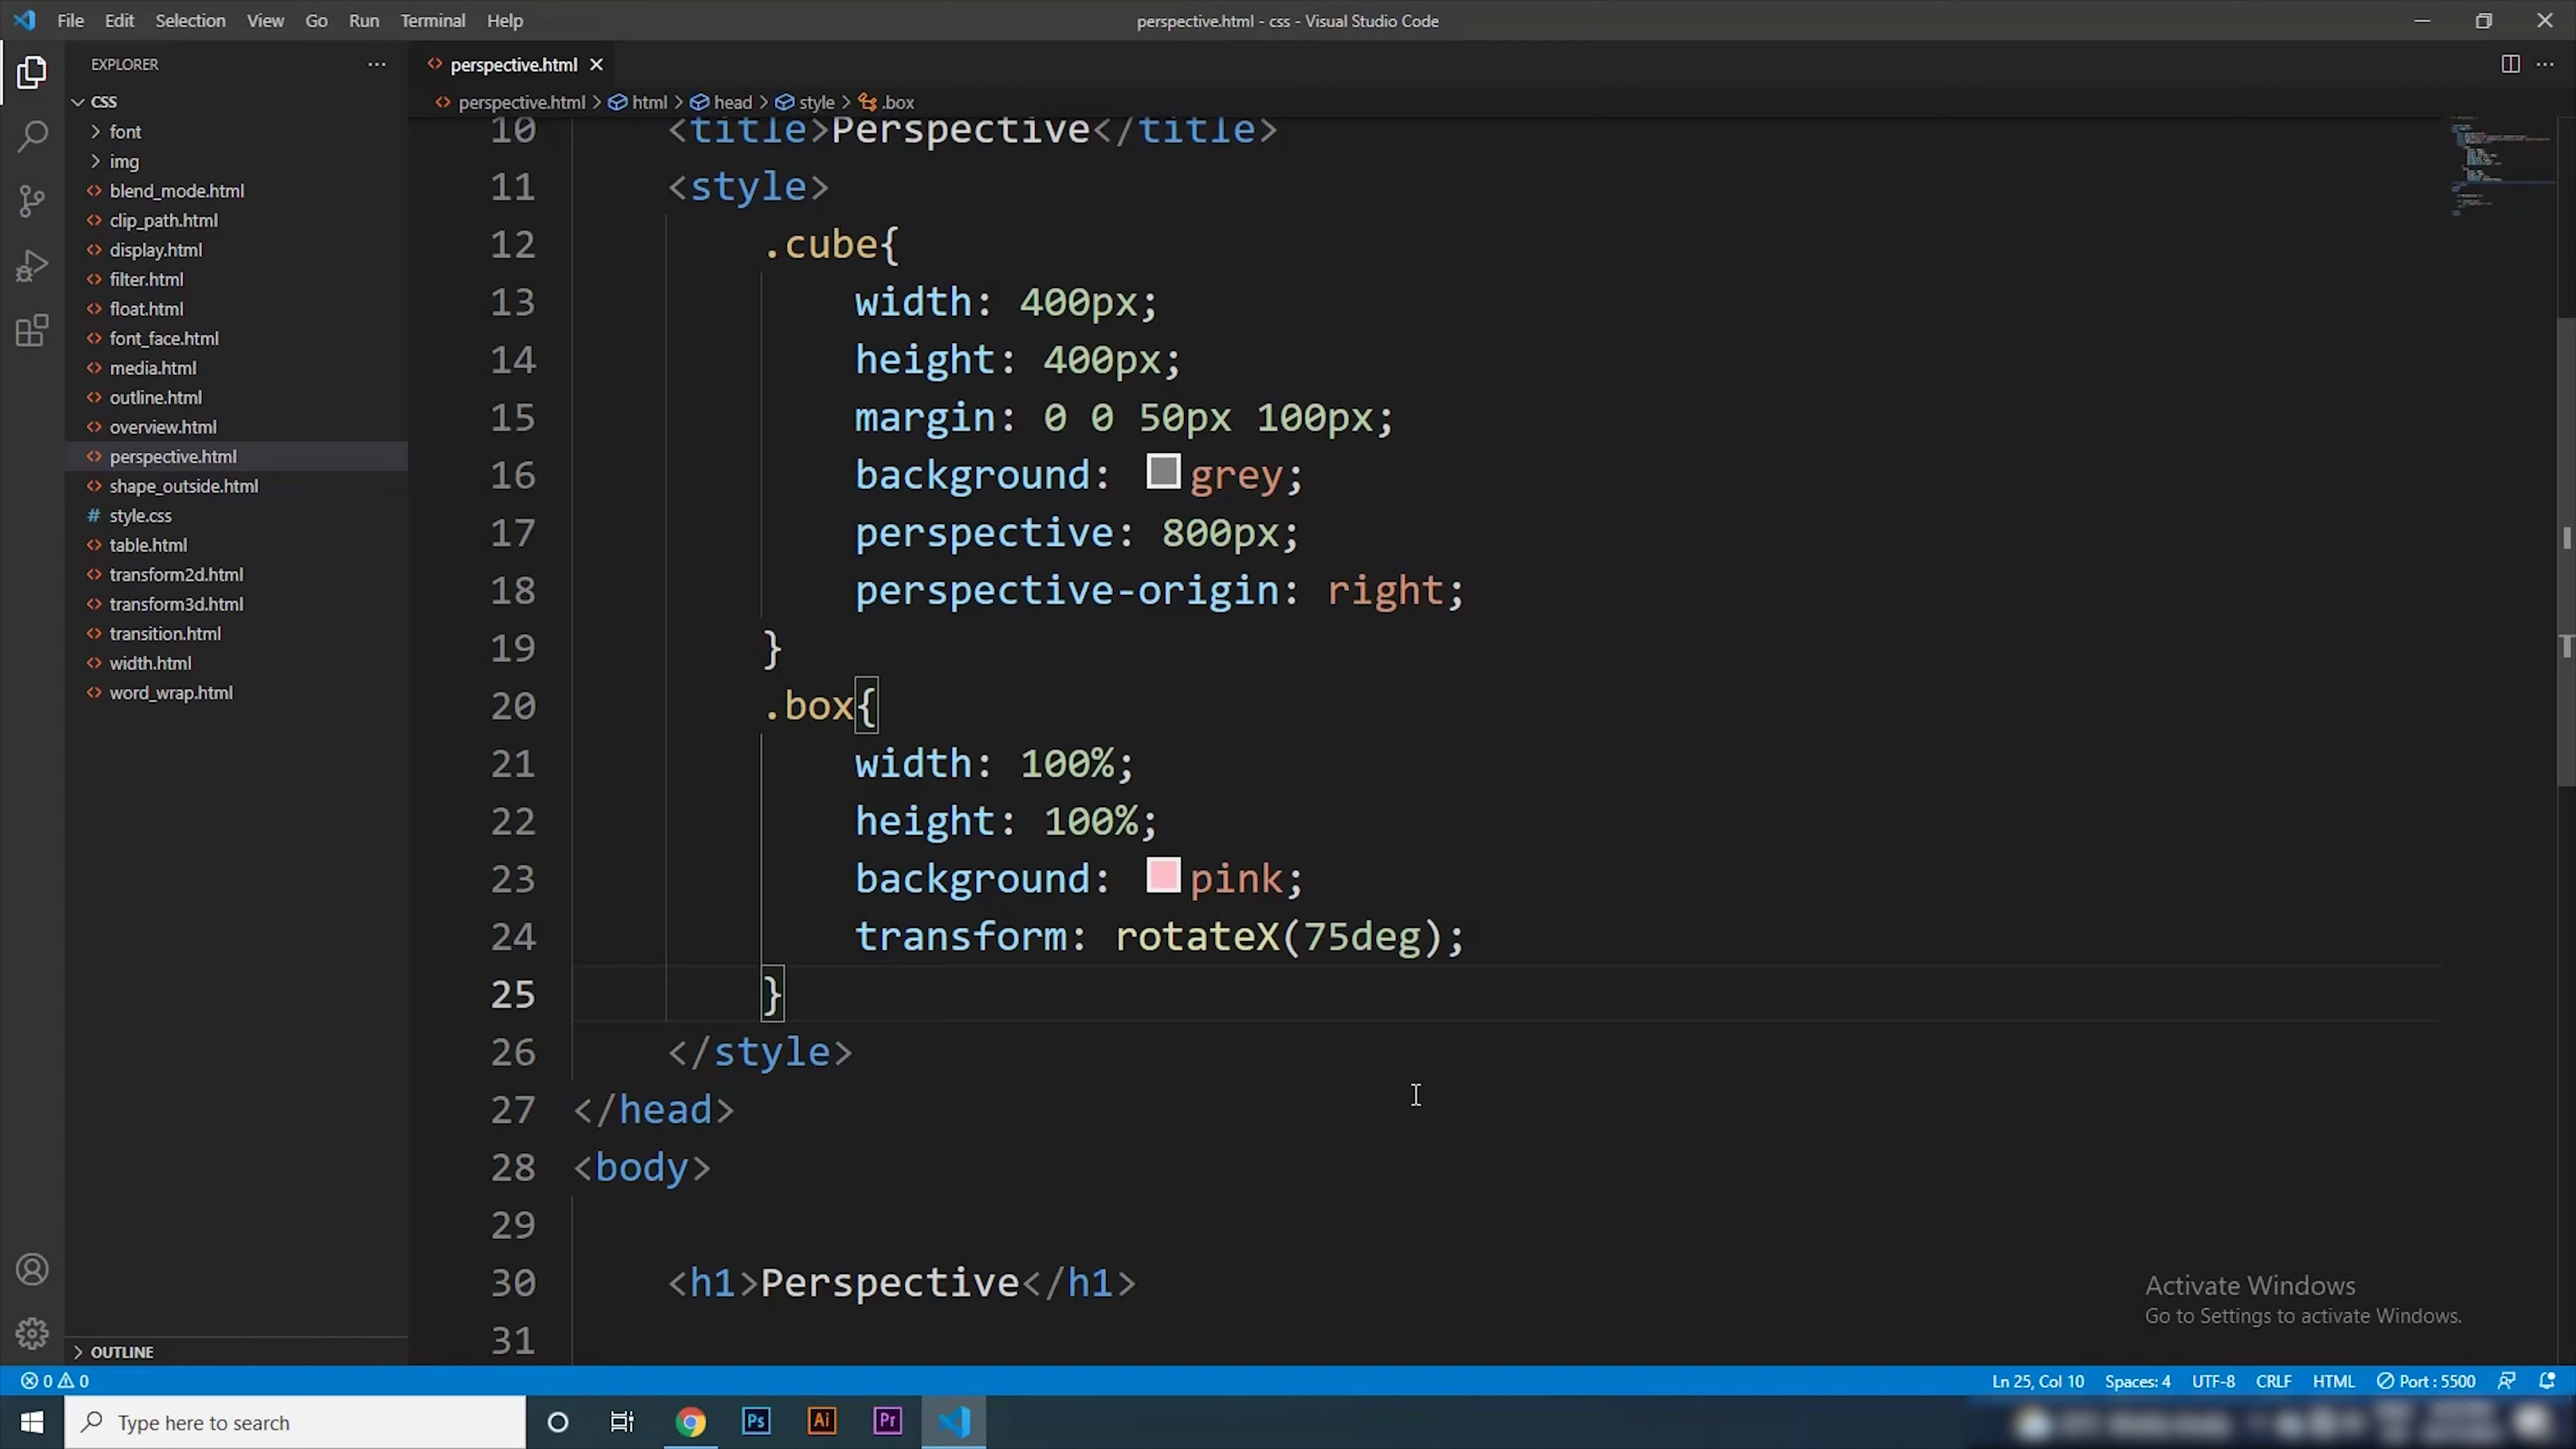 File Edit Selection View Go Run Terminal Help
perspective.html - css - Visual Studio Code
EXPLORER
perspective.html
CSS
perspective.html > html > head > style > .box
font
img
blend_mode.html
clip_path.html
display.html
filter.html
float.html
font_face.html
media.html
outline.html
overview.html
perspective.html
shape_outside.html
style.css
table.html
transform2d.html
transform3d.html
transition.html
width.html
word_wrap.html
OUTLINE
10 <title>Perspective</title>
11 <style>
12 .cube{
13 width: 400px;
14 height: 400px;
15 margin: 0 0 50px 100px;
16 background: grey;
17 perspective: 800px;
18 perspective-origin: right;
19 }
20 .box{
21 width: 100%;
22 height: 100%;
23 background: pink;
24 transform: rotateX(75deg);
25 }
26 </style>
27 </head>
28 <body>
29
30 <h1>Perspective</h1>
31
Activate Windows
Go to Settings to activate Windows.
0 0
Ln 25, Col 10 Spaces: 4 UTF-8 CRLF HTML Port : 5500
Type here to search
Ps Ai Pr